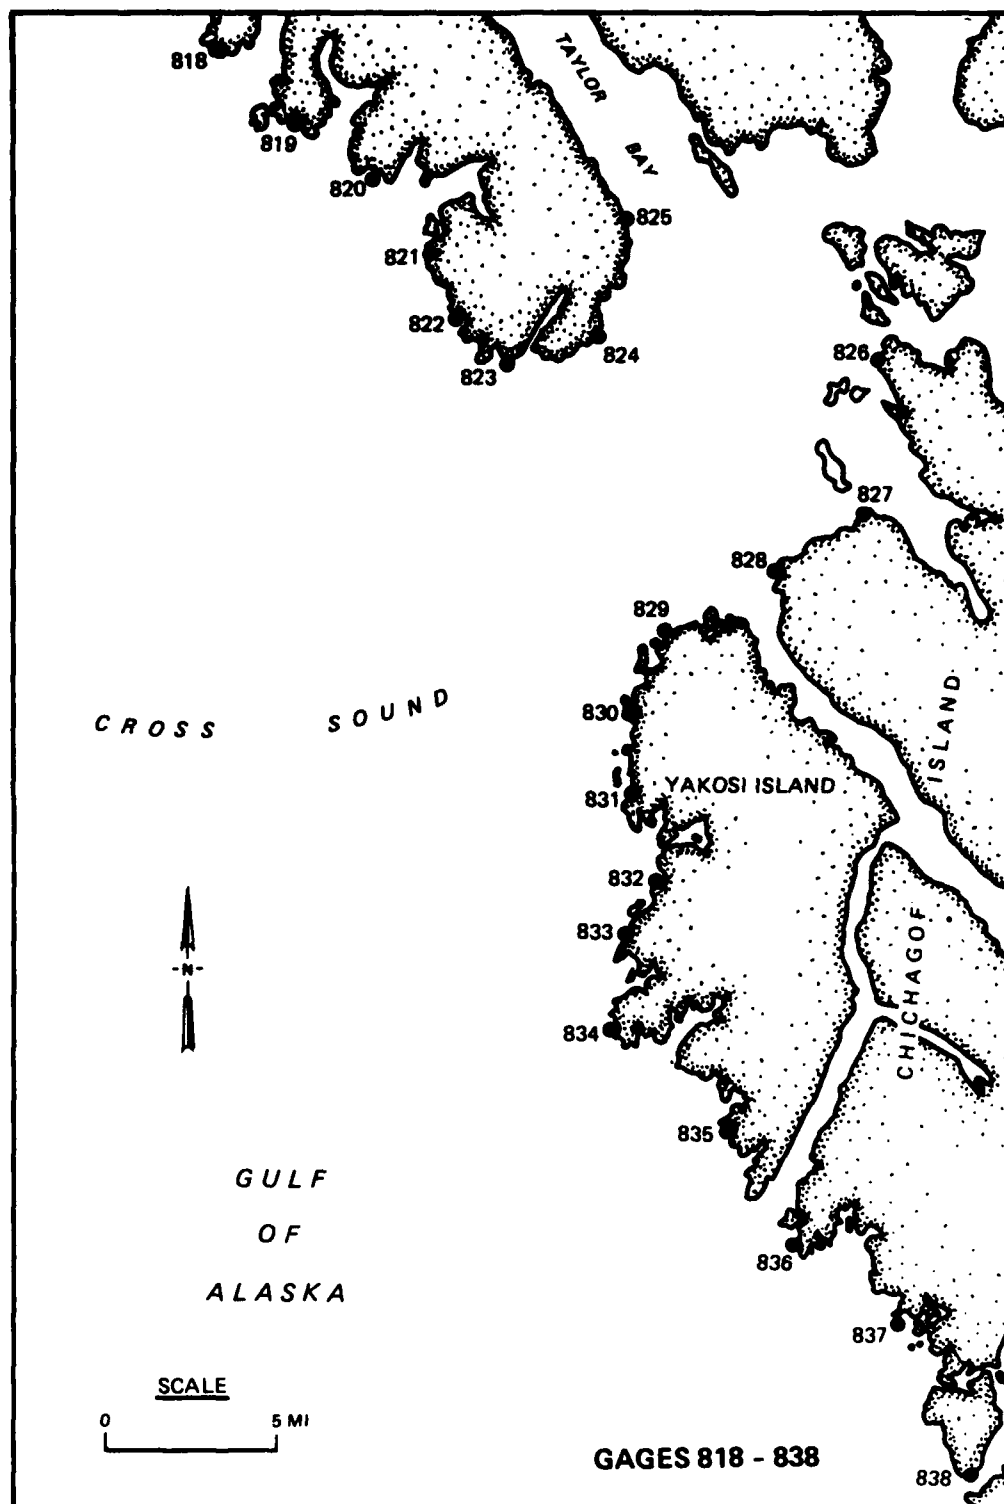 818
819
820
TAYLOR
BAY
825
821
822
823
824
826
827
828
829
CROSS SOUND
830
ISLAND
831
YAKOSI ISLAND
832
833
CHICHAGOF
-N-
834
835
GULF
OF
ALASKA
836
837
SCALE
0 5 MI
GAGES 818 - 838
838